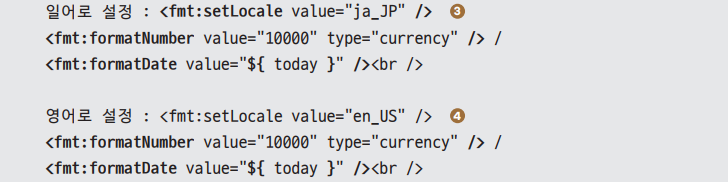 일어로 설정 : <fmt:setLocale value="ja_JP" /> ❸
<fmt:formatNumber value="10000" type="currency" /> /
<fmt:formatDate value="${ today }" /><br />
영어로 설정 : <fmt:setLocale value="en_US" /> ❹
<fmt:formatNumber value="10000" type="currency" /> /
<fmt:formatDate value="${ today }" /><br />